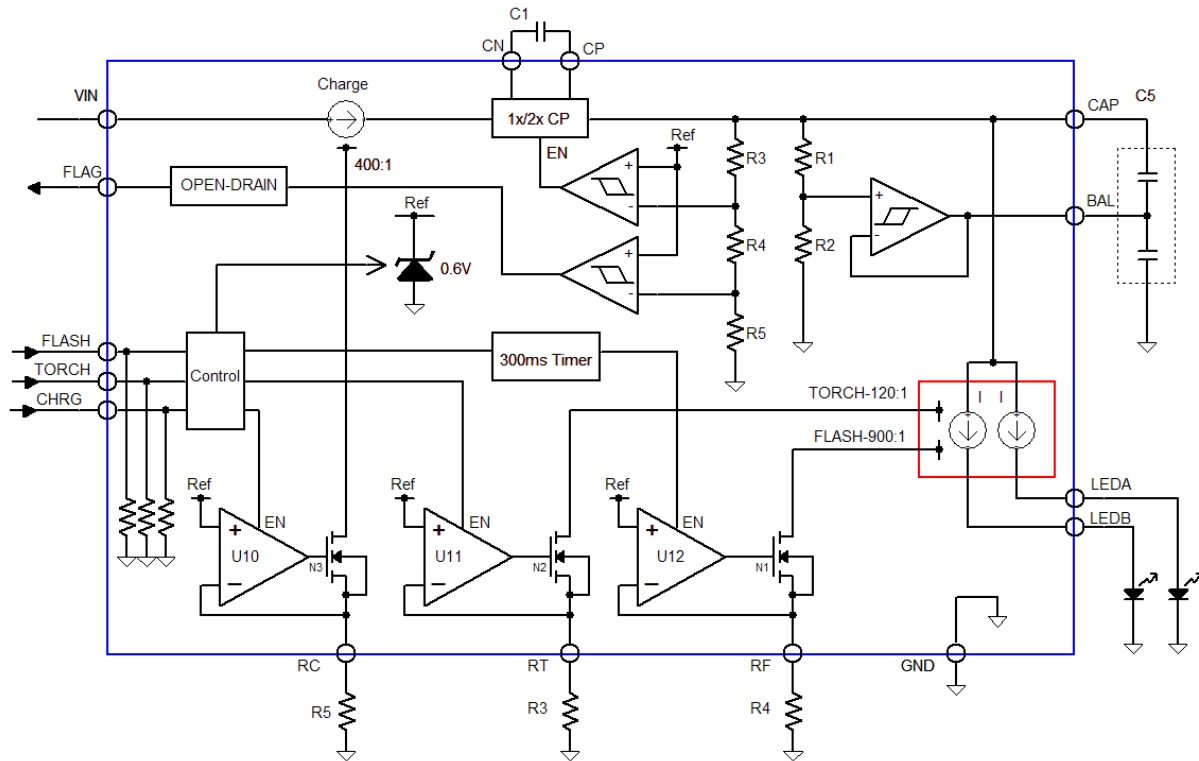 C1
CN
CP
Charge
VIN
CAP
C5
1x/2x CP
Ref
EN
400:1
R3
R1
FLAG
OPEN-DRAIN
+
-
+
-
BAL
Ref
0.6V
R4
R2
+
-
R5
FLASH
TORCH
CHRG
Control
300ms Timer
TORCH-120:1
I
I
FLASH-900:1
Ref
Ref
Ref
LEDA
LEDB
+
EN
U10
N3
+
EN
U11
N2
+
EN
U12
N1
RC
RT
RF
GND
R5
R3
R4